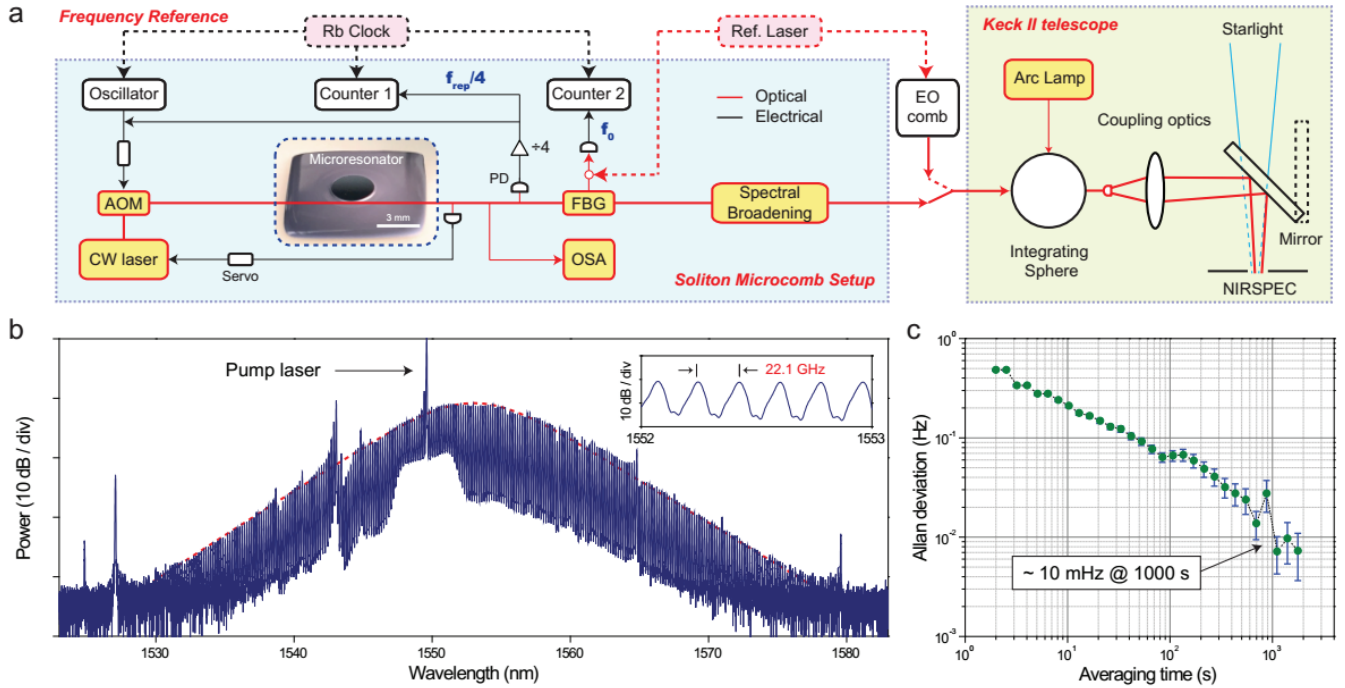 a
Frequency Reference
Rb Clock
Ref. Laser
Keck II telescope
Starlight
Oscillator
Counter 1
f_rep/4
Counter 2
f_0
Optical
Electrical
EO
comb
Arc Lamp
Coupling optics
Microresonator
3 mm
÷4
PD
AOM
FBG
Spectral
Broadening
CW laser
Servo
OSA
Soliton Microcomb Setup
Integrating
Sphere
Mirror
NIRSPEC
b
Pump laser
22.1 GHz
10 dB / div
1552
1553
Power (10 dB / div)
1530
1540
1550
1560
1570
1580
Wavelength (nm)
c
Allan deviation (Hz)
10^0
10^-1
10^-2
10^-3
~ 10 mHz @ 1000 s
10^0
10^1
10^2
10^3
Averaging time (s)